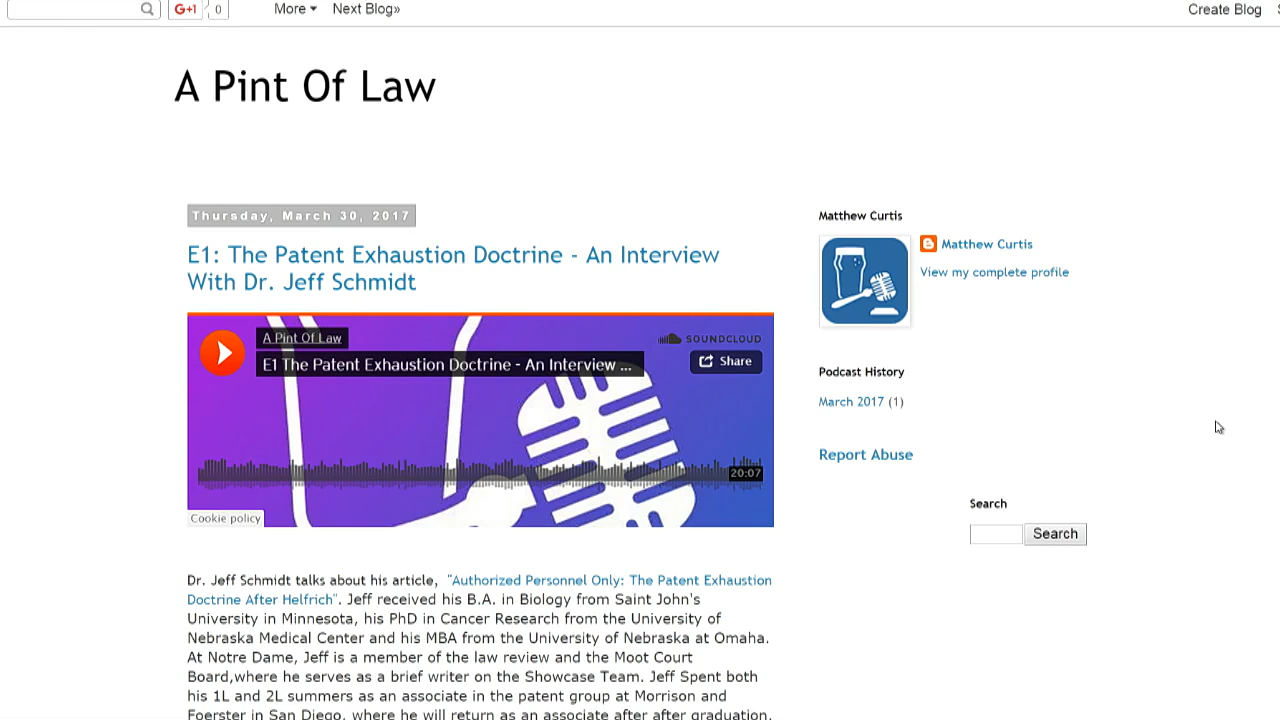 G+1 0 More Next Blog» Create Blog
A Pint Of Law
Thursday, March 30, 2017
E1: The Patent Exhaustion Doctrine - An Interview
With Dr. Jeff Schmidt
A Pint Of Law
SOUNDCLOUD
E1 The Patent Exhaustion Doctrine - An Interview ...
Share
20:07
Cookie policy
Dr. Jeff Schmidt talks about his article, "Authorized Personnel Only: The Patent Exhaustion
Doctrine After Helfrich". Jeff received his B.A. in Biology from Saint John's
University in Minnesota, his PhD in Cancer Research from the University of
Nebraska Medical Center and his MBA from the University of Nebraska at Omaha.
At Notre Dame, Jeff is a member of the law review and the Moot Court
Board,where he serves as a brief writer on the Showcase Team. Jeff Spent both
his 1L and 2L summers as an associate in the patent group at Morrison and
Foerster in San Diego, where he will return as an associate after after graduation.
Matthew Curtis
Matthew Curtis
View my complete profile
Podcast History
March 2017 (1)
Report Abuse
Search
Search